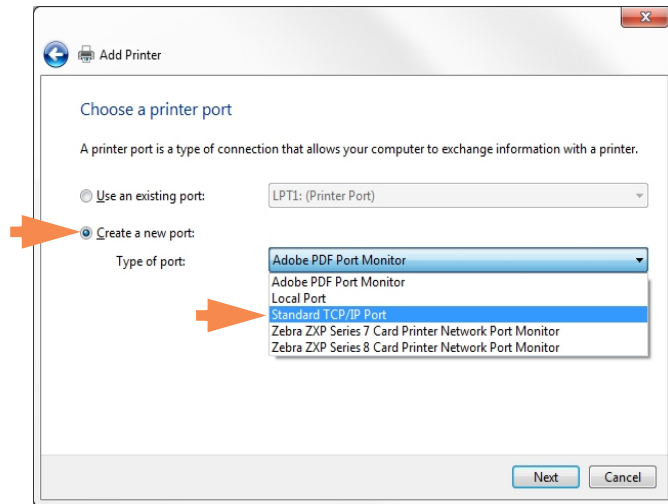 Add Printer
Choose a printer port
A printer port is a type of connection that allows your computer to exchange information with a printer.
Use an existing port: LPT1: (Printer Port)
Create a new port:
Type of port: Adobe PDF Port Monitor
Adobe PDF Port Monitor
Local Port
Standard TCP/IP Port
Zebra ZXP Series 7 Card Printer Network Port Monitor
Zebra ZXP Series 8 Card Printer Network Port Monitor
Next Cancel